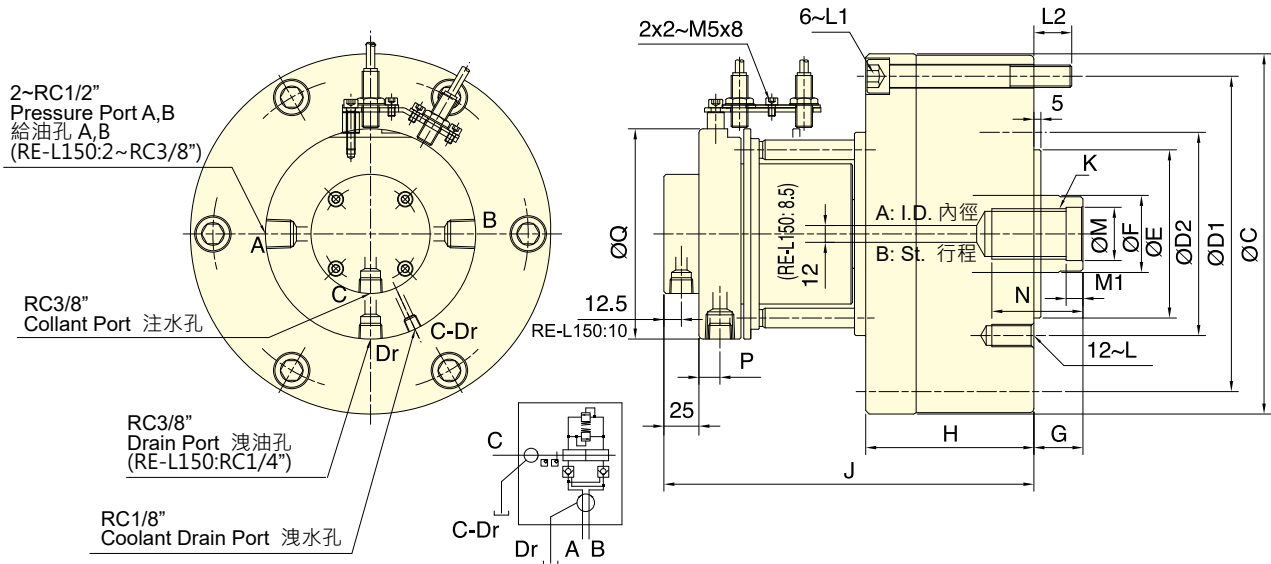 2~RC1/2”
Pressure Port A,B
給油孔 A,B
(RE-L150:2~RC3/8”)
A
B
C
Dr
C-Dr
RC3/8”
Collant Port 注水孔
RC3/8”
Drain Port 洩油孔
(RE-L150:RC1/4”)
RC1/8”
Coolant Drain Port 洩水孔
C
C-Dr
Dr
A
B
2x2~M5x8
6~L1
L2
5
K
A: I.D. 內徑
B: St. 行程
(RE-L150: 8.5)
12
ØQ
ØM
ØF
ØE
ØD2
ØD1
ØC
N
M1
12.5
RE-L150:10
P
12~L
25
H
G
J